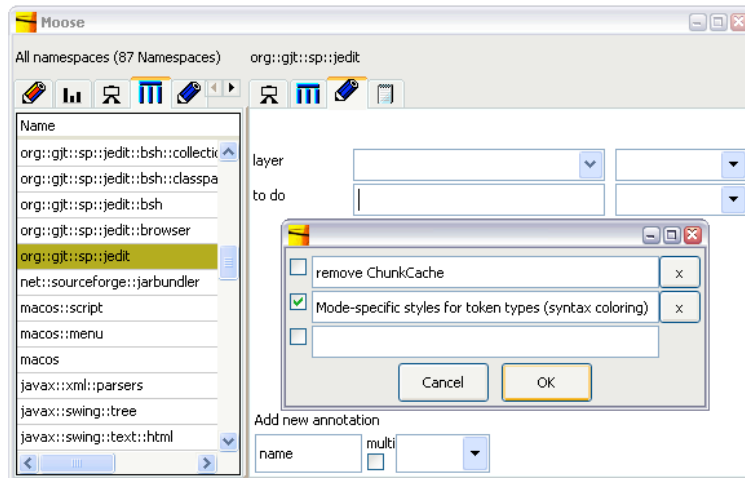 Moose
All namespaces (87 Namespaces) org::gjt::sp::jedit
Name
org::gjt::sp::jedit::bsh::collectic
org::gjt::sp::jedit::bsh::classpa
org::gjt::sp::jedit::bsh
org::gjt::sp::jedit::browser
org::gjt::sp::jedit
net::sourceforge::jarbundler
macos::script
macos::menu
macos
javax::xml::parsers
javax::swing::tree
javax::swing::text::html
layer
to do
remove ChunkCache x
Mode-specific styles for token types (syntax coloring) x
Cancel OK
Add new annotation
name multi